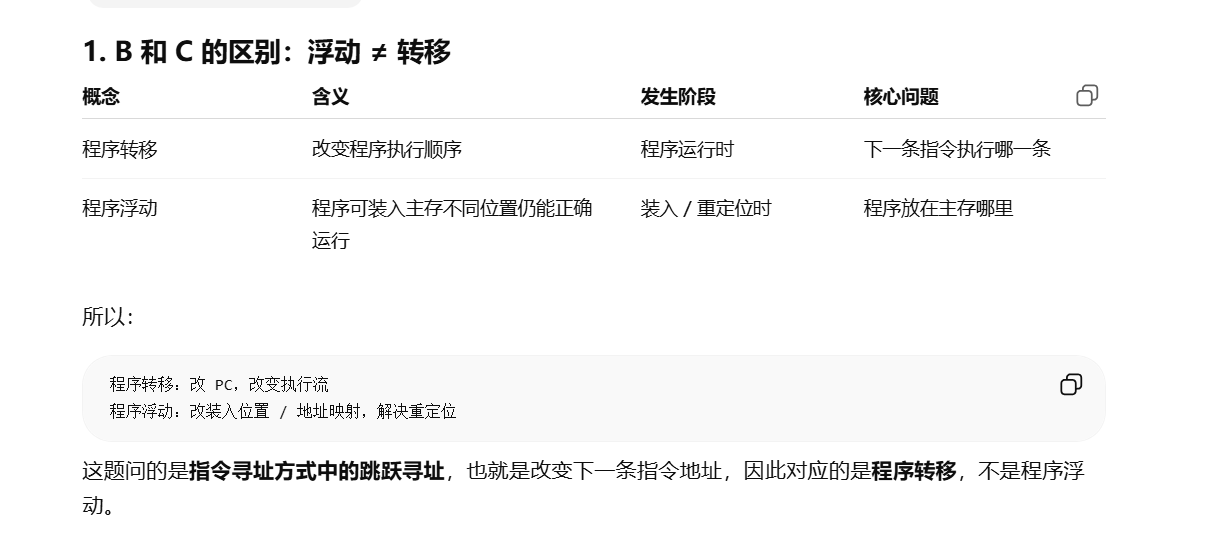 1. B 和 C 的区别：浮动 ≠ 转移
概念 含义 发生阶段 核心问题
程序转移 改变程序执行顺序 程序运行时 下一条指令执行哪一条
程序浮动 程序可装入主存不同位置仍能正确 装入 / 重定位时 程序放在主存哪里
运行
所以：
程序转移：改 PC，改变执行流
程序浮动：改装入位置 / 地址映射，解决重定位
这题问的是指令寻址方式中的跳跃寻址，也就是改变下一条指令地址，因此对应的是程序转移，不是程序浮
动。